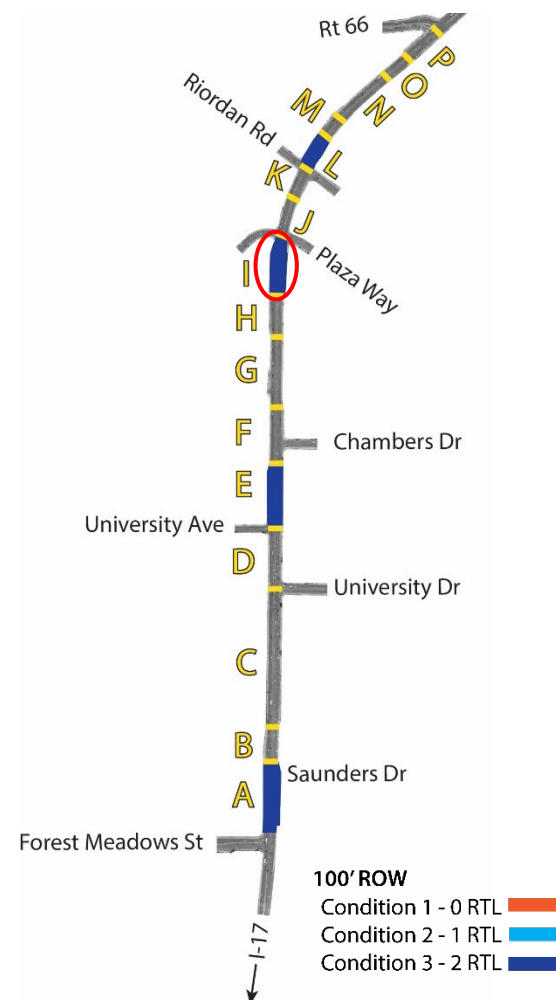 Rt 66
P
O
N
Riordan Rd
M
L
K
J
Plaza Way
I
H
G
F
Chambers Dr
E
University Ave
D
University Dr
C
B
Saunders Dr
A
Forest Meadows St
100' ROW
Condition 1 - 0 RTL
Condition 2 - 1 RTL
Condition 3 - 2 RTL
I-17